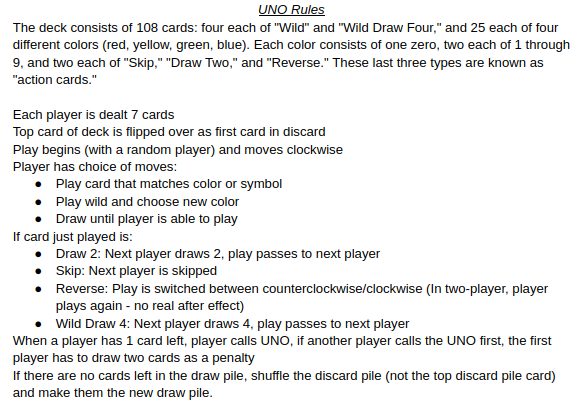 UNO Rules
The deck consists of 108 cards: four each of "Wild" and "Wild Draw Four," and 25 each of four
different colors (red, yellow, green, blue). Each color consists of one zero, two each of 1 through
9, and two each of "Skip," "Draw Two," and "Reverse." These last three types are known as
"action cards."
Each player is dealt 7 cards
Top card of deck is flipped over as first card in discard
Play begins (with a random player) and moves clockwise
Player has choice of moves:
● Play card that matches color or symbol
● Play wild and choose new color
● Draw until player is able to play
If card just played is:
● Draw 2: Next player draws 2, play passes to next player
● Skip: Next player is skipped
● Reverse: Play is switched between counterclockwise/clockwise (In two-player, player
plays again - no real after effect)
● Wild Draw 4: Next player draws 4, play passes to next player
When a player has 1 card left, player calls UNO, if another player calls the UNO first, the first
player has to draw two cards as a penalty
If there are no cards left in the draw pile, shuffle the discard pile (not the top discard pile card)
and make them the new draw pile.